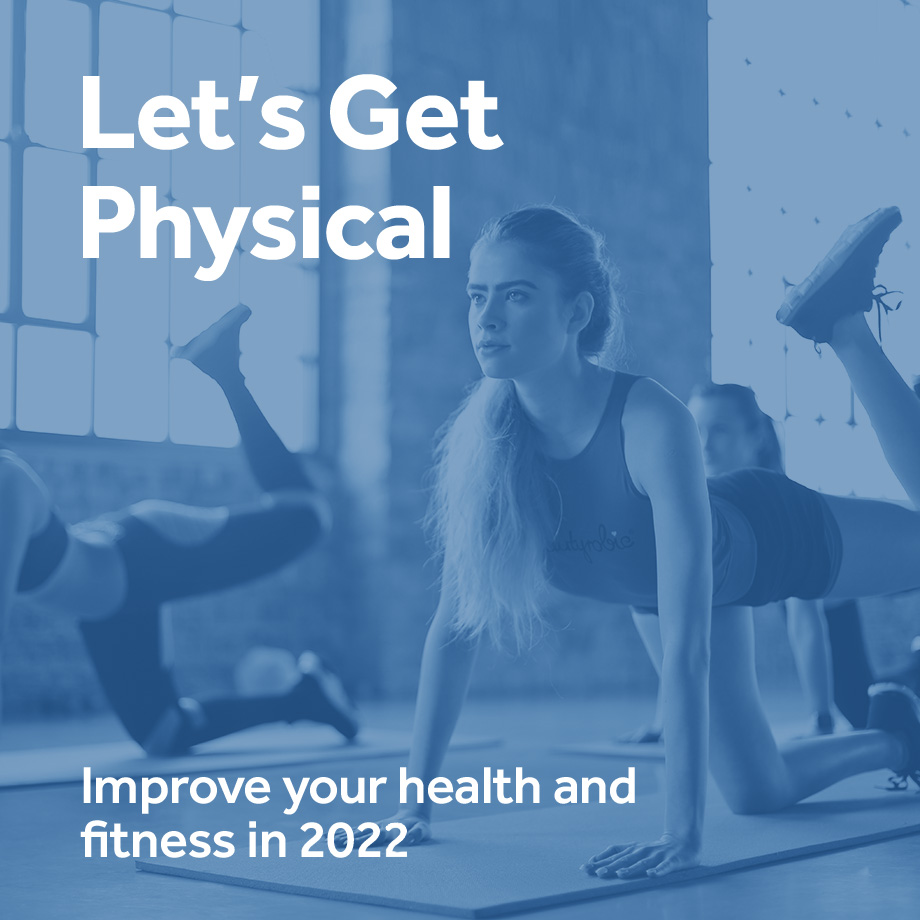 Let’s Get
Physical
Improve your health and
fitness in 2022